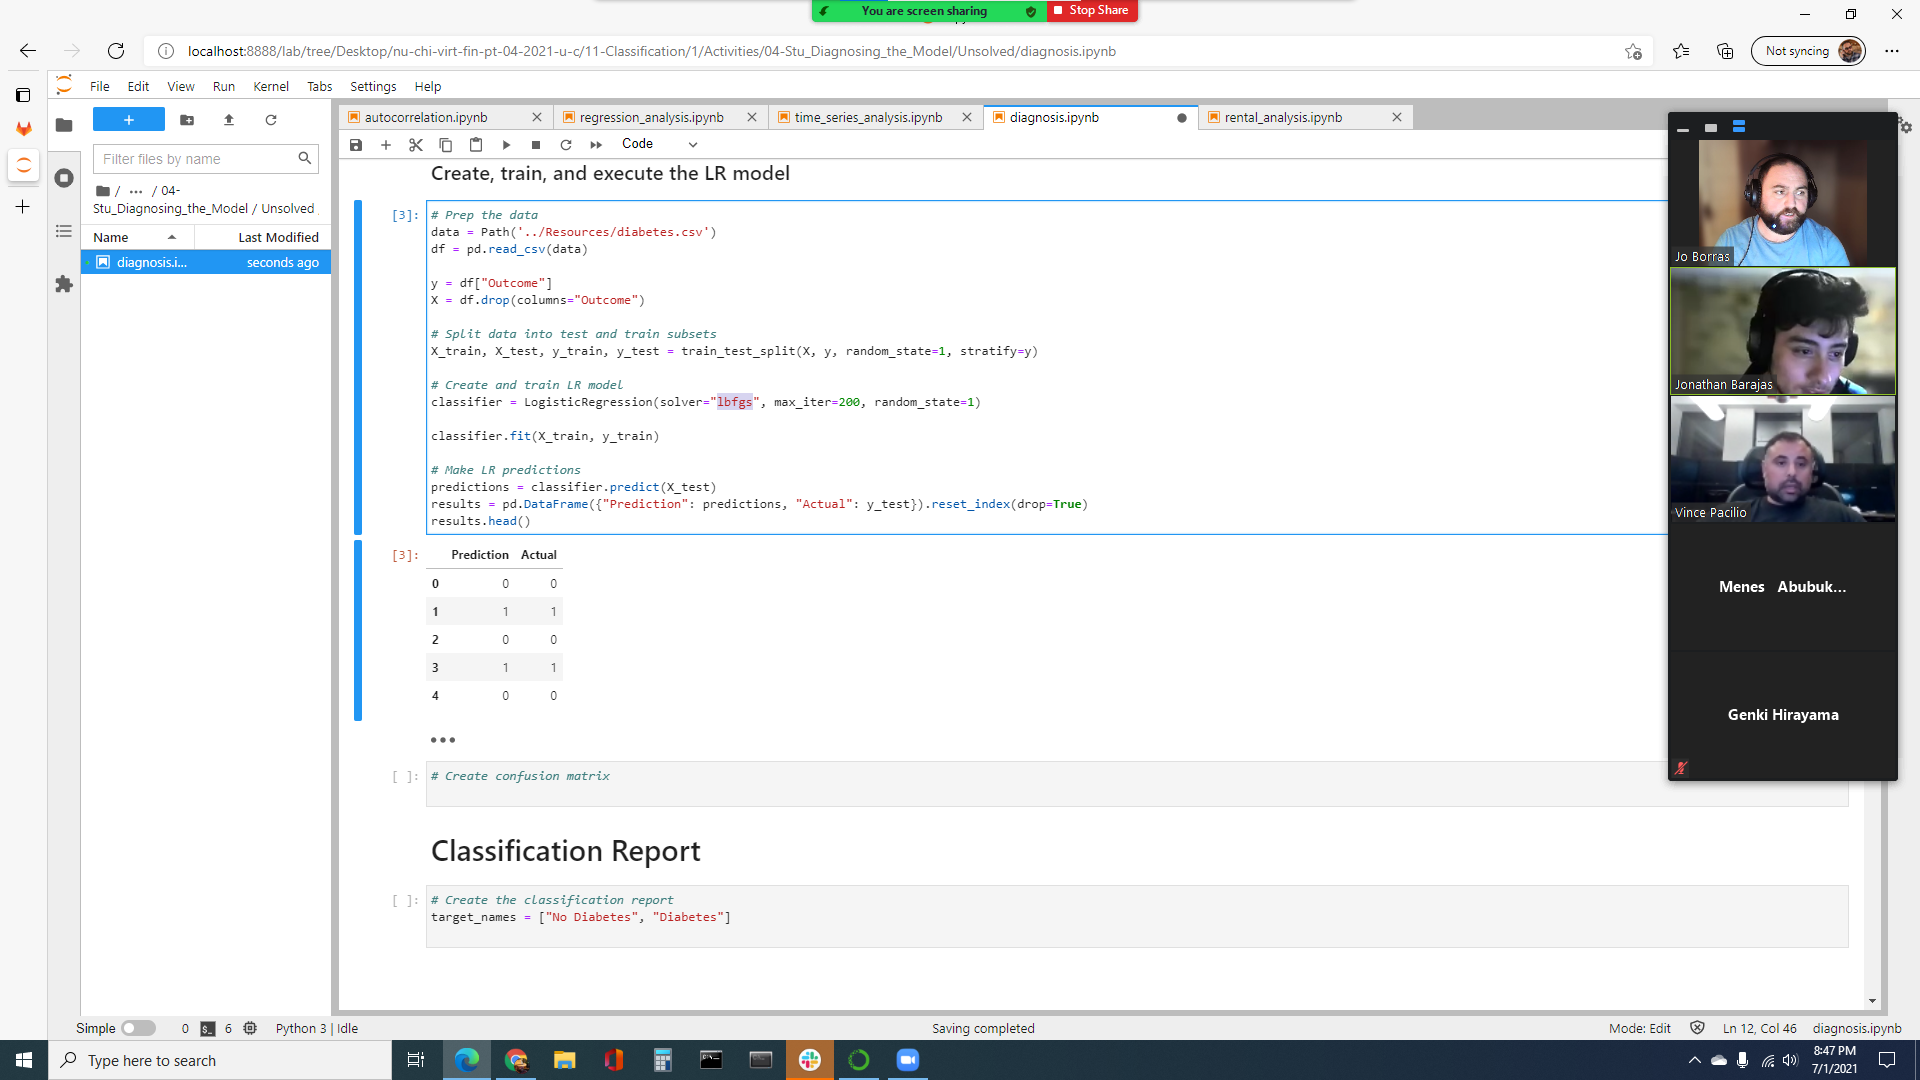 You are screen sharing
Stop Share
localhost:8888/lab/tree/Desktop/nu-chi-virt-fin-pt-04-2021-u-c/11-Classification/1/Activities/04-Stu_Diagnosing_the_Model/Unsolved/diagnosis.ipynb
Not syncing
File Edit View Run Kernel Tabs Settings Help
autocorrelation.ipynb
regression_analysis.ipynb
time_series_analysis.ipynb
diagnosis.ipynb
rental_analysis.ipynb
Filter files by name
Code
/ ... / 04-
Stu_Diagnosing_the_Model / Unsolved
Name Last Modified
diagnosis.i... seconds ago
Create, train, and execute the LR model
[3]: # Prep the data
data = Path('../Resources/diabetes.csv')
df = pd.read_csv(data)
y = df["Outcome"]
X = df.drop(columns="Outcome")
# Split data into test and train subsets
X_train, X_test, y_train, y_test = train_test_split(X, y, random_state=1, stratify=y)
# Create and train LR model
classifier = LogisticRegression(solver="lbfgs", max_iter=200, random_state=1)
classifier.fit(X_train, y_train)
# Make LR predictions
predictions = classifier.predict(X_test)
results = pd.DataFrame({"Prediction": predictions, "Actual": y_test}).reset_index(drop=True)
results.head()
[3]: Prediction Actual
0 0 0
1 1 1
2 0 0
3 1 1
4 0 0
[ ]: # Create confusion matrix
Classification Report
[ ]: # Create the classification report
target_names = ["No Diabetes", "Diabetes"]
Jo Borras
Jonathan Barajas
Vince Pacilio
Menes Abubuk...
Genki Hirayama
Simple 0 6 Python 3 | Idle
Saving completed
Mode: Edit Ln 12, Col 46 diagnosis.ipynb
Type here to search
8:47 PM
7/1/2021